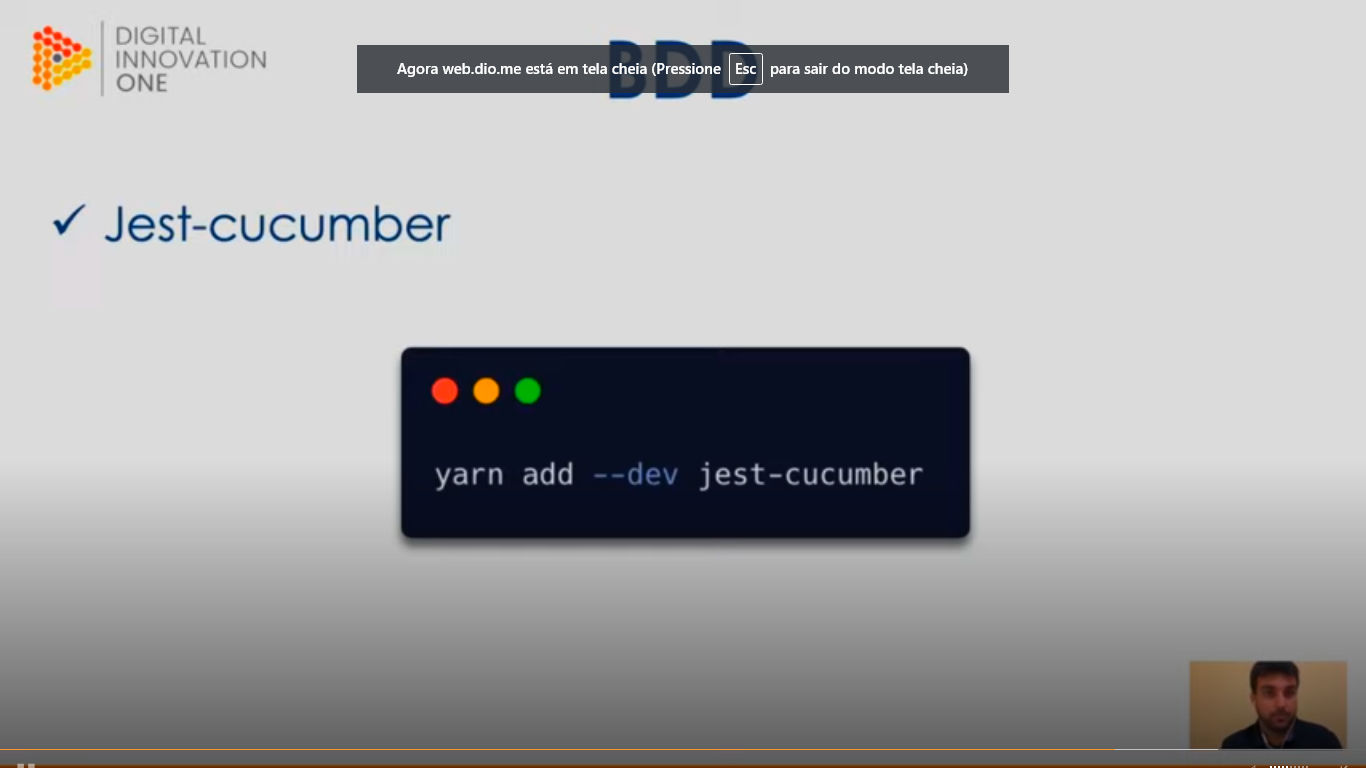 DIGITAL
INNOVATION
ONE
BDD
Agora web.dio.me está em tela cheia (Pressione Esc para sair do modo tela cheia)
✓ Jest-cucumber
yarn add --dev jest-cucumber